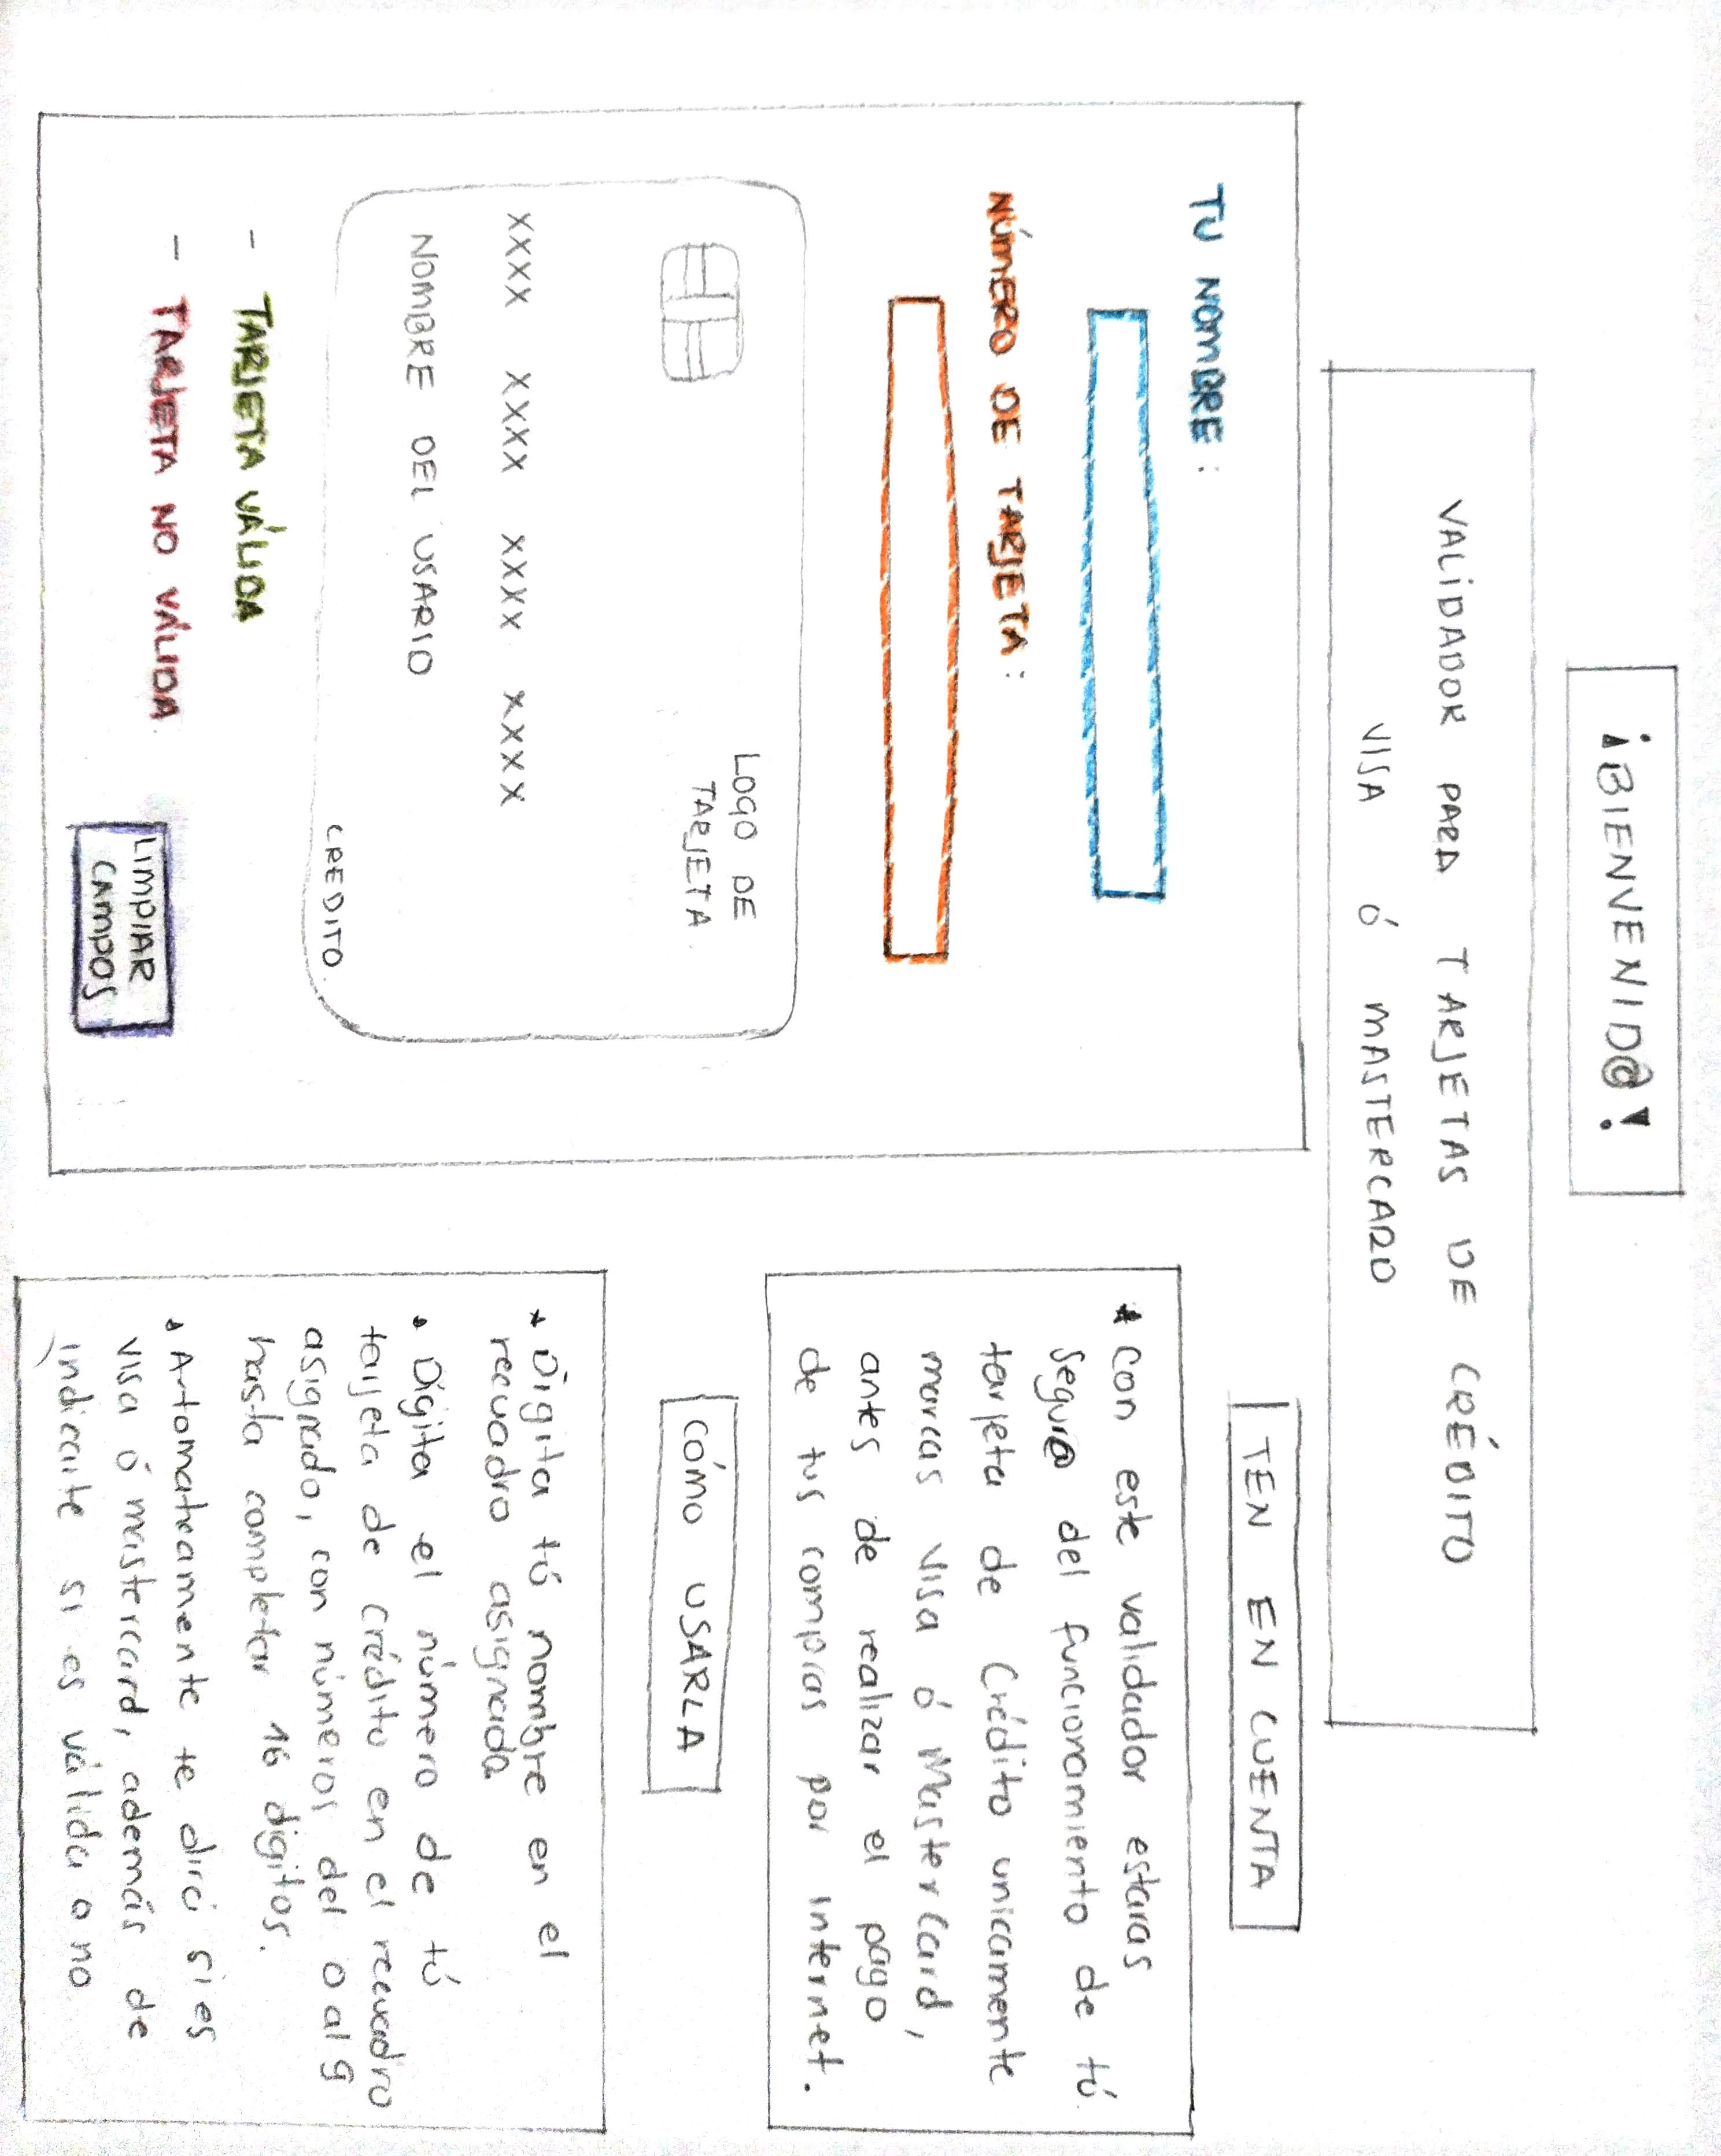 ¡BIENVENID@!
VALIDADOR PARA TARJETAS DE CRÉDITO
VISA Ó MASTERCARD
TU NOMBRE:
NÚMERO DE TARJETA:
LOGO DE
TARJETA
XXXX XXXX XXXX XXXX
NOMBRE DEL USARIO
CREDITO
- TARJETA VÁLIDA
- TARJETA NO VÁLIDA
LIMPIAR
CAMPOS
TEN EN CUENTA
* Con este validador estaras
segur@ del funcionamiento de tú
tarjeta de Crédito unicamente
marcas Visa ó MasterCard,
antes de realizar el pago
de tus compras por internet.
CÓMO USARLA
* Digita tú nombre en el
recuadro asignado
* Digita el número de tú
tarjeta de crédito en el recuadro
asignado, con números del 0 al 9
hasta completar 16 digitos.
* Automaticamente te dirá si es
visa ó mastercard, además de
indicarte si es válida o no